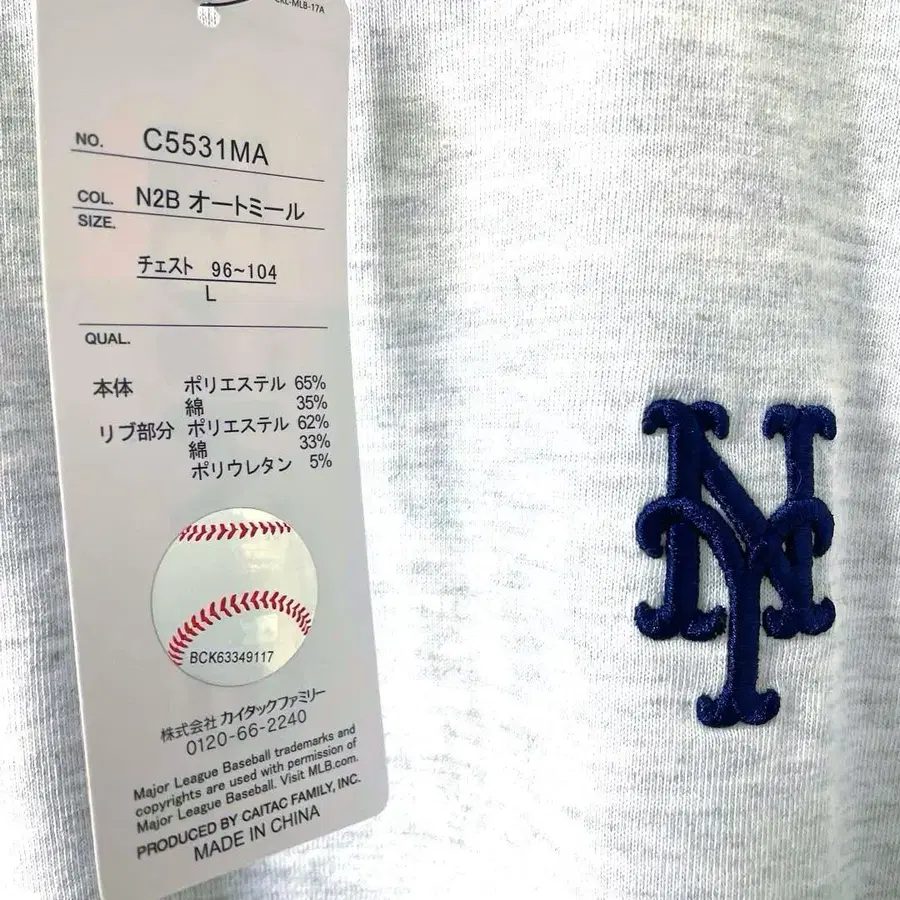 CKL-MLB-17A
NO. C5531MA
COL. N2B オートミール
SIZE.
チェスト 96~104
L
QUAL.
本体 ポリエステル 65%
綿 35%
リブ部分 ポリエステル 62%
綿 33%
ポリウレタン 5%
BCK63349117
株式会社 カイタックファミリー
0120-66-2240
Major League Baseball trademarks and
copyrights are used with permission of
Major League Baseball. Visit MLB.com.
PRODUCED BY CAITAC FAMILY, INC.
MADE IN CHINA
NY